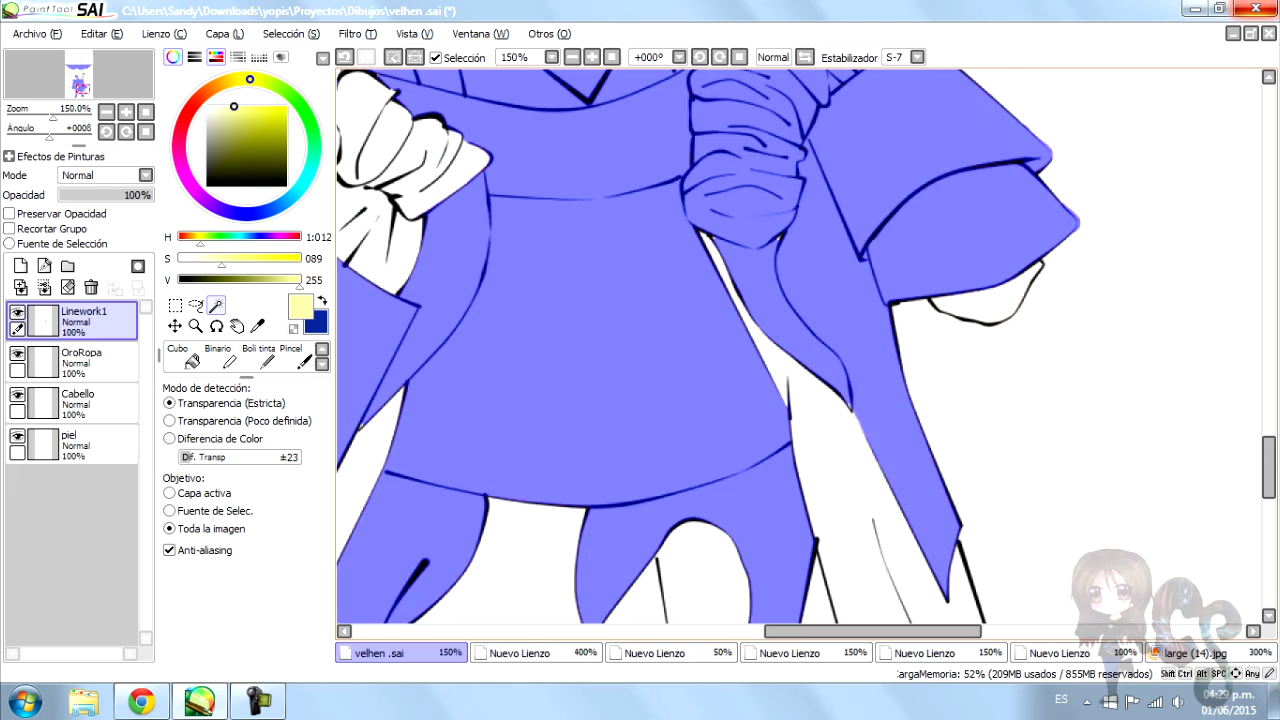 PaintTool SAI C:\Users\Sandy\Downloads\yopis\Proyectos\Dibujos\velhen .sai (*)
Archivo (F) Editar (E) Lienzo (C) Capa (L) Selección (S) Filtro (T) Vista (V) Ventana (W) Otros (O)
Selección 150% +000º Normal Estabilizador S-7
Zoom 150.0%
Ángulo +000ß
Efectos de Pinturas
Mode Normal
Opacidad 100%
Preservar Opacidad
Recortar Grupo
Fuente de Selección
H 1:012
S 089
V 255
Linework1
Normal
100%
OroRopa
Normal
100%
Cabello
Normal
100%
piel
Normal
100%
Cubo Binario Boli tinta Pincel
Modo de detección:
Transparencia (Estricta)
Transparencia (Poco definida)
Diferencia de Color
Dif. Transp ±23
Objetivo:
Capa activa
Fuente de Selec.
Toda la imagen
Anti-aliasing
velhen .sai 150% Nuevo Lienzo 400% Nuevo Lienzo 50% Nuevo Lienzo 150% Nuevo Lienzo 150% Nuevo Lienzo 100% large (14).jpg 300%
argaMemoria: 52% (209MB usados / 855MB reservados) Shift Ctrl Alt SPC Any
ES 04:29 p.m.
01/06/2015